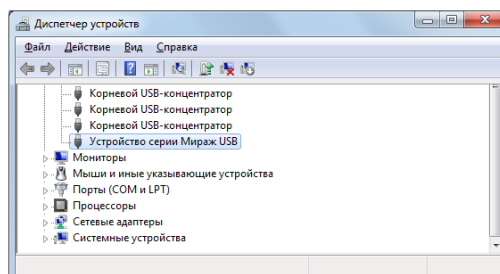 Диспетчер устройств
Файл Действие Вид Справка
Корневой USB-концентратор
Корневой USB-концентратор
Корневой USB-концентратор
Устройство серии Мираж USB
Мониторы
Мыши и иные указывающие устройства
Порты (COM и LPT)
Процессоры
Сетевые адаптеры
Системные устройства